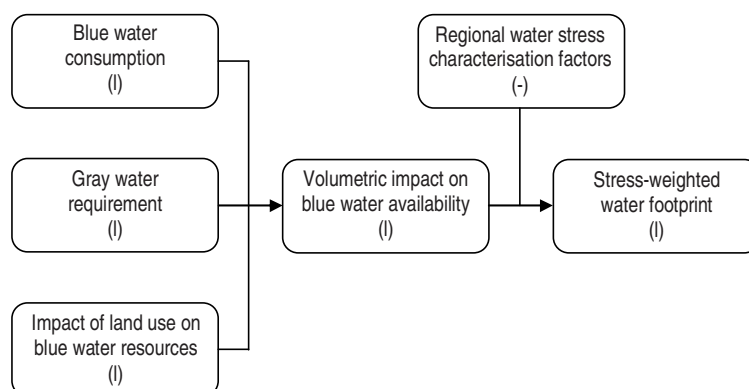 Blue water
consumption
(l)
Regional water stress
characterisation factors
(-)
Gray water
requirement
(l)
Volumetric impact on
blue water availability
(l)
Stress-weighted
water footprint
(l)
Impact of land use on
blue water resources
(l)